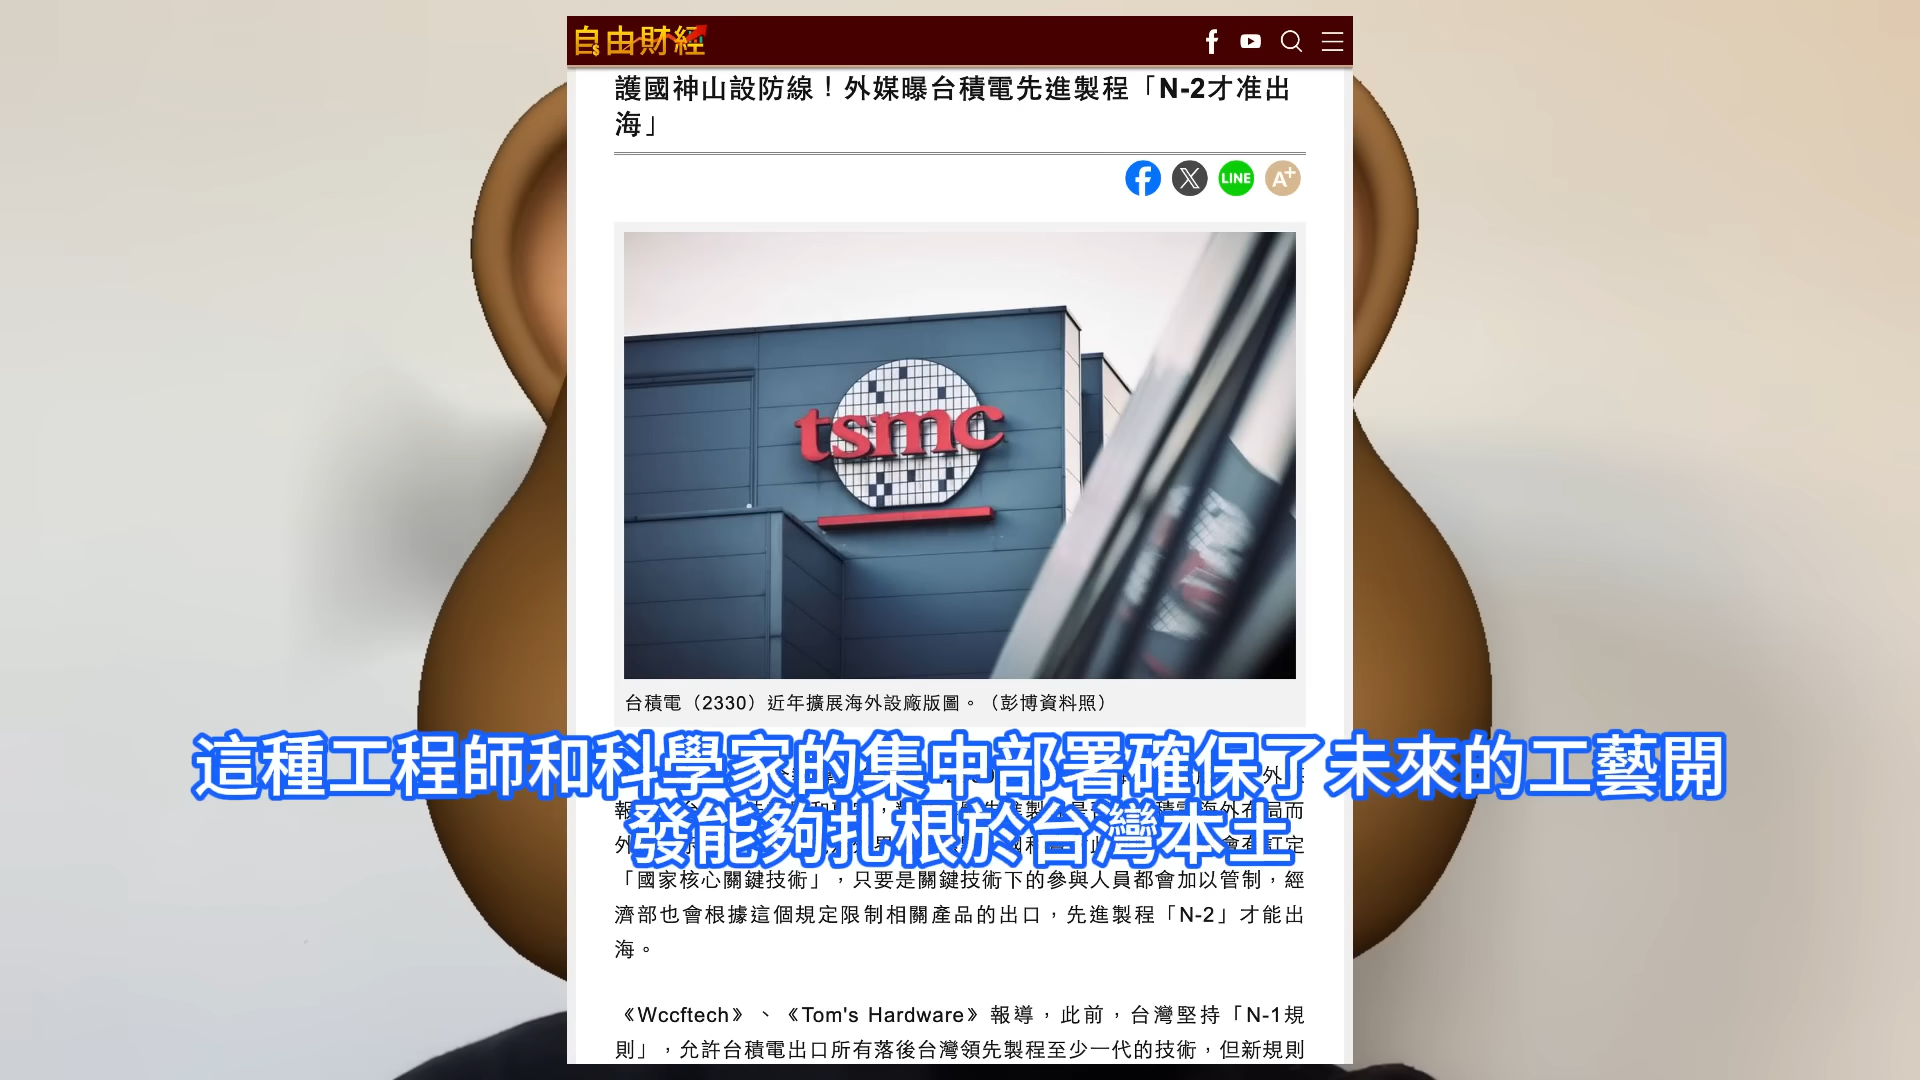 自由財經
護國神山設防線！外媒曝台積電先進製程「N-2才准出
海」
LINE
A+
tsmc
台積電（2330）近年擴展海外設廠版圖。（彭博資料照）
這種工程師和科學家的集中部署確保了未來的工藝開
發能夠扎根於台灣本土
「國家核心關鍵技術」，只要是關鍵技術下的參與人員都會加以管制，經
濟部也會根據這個規定限制相關產品的出口，先進製程「N-2」才能出
海。
《Wccftech》、《Tom's Hardware》報導，此前，台灣堅持「N-1規
則」，允許台積電出口所有落後台灣領先製程至少一代的技術，但新規則